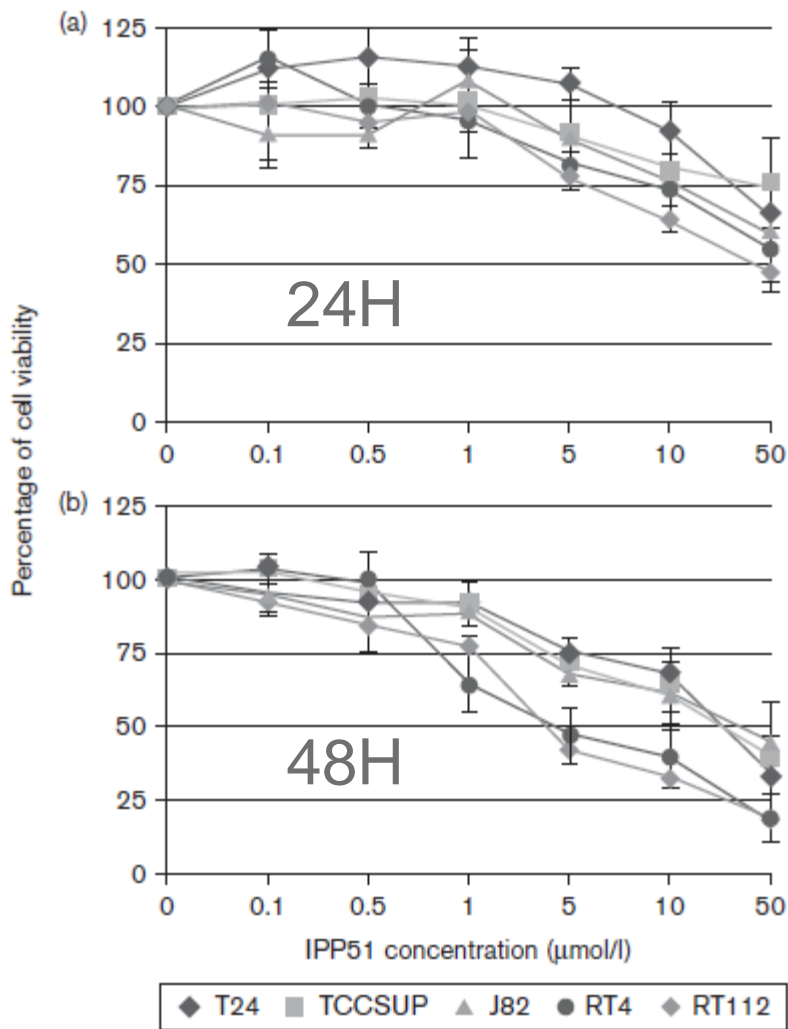 (a)
125
100
75
50
25
0
24H
0 0.1 0.5 1 5 10 50
Percentage of cell viability
(b)
125
100
75
50
25
0
48H
0 0.1 0.5 1 5 10 50
IPP51 concentration (μmol/l)
T24 TCCSUP J82 RT4 RT112